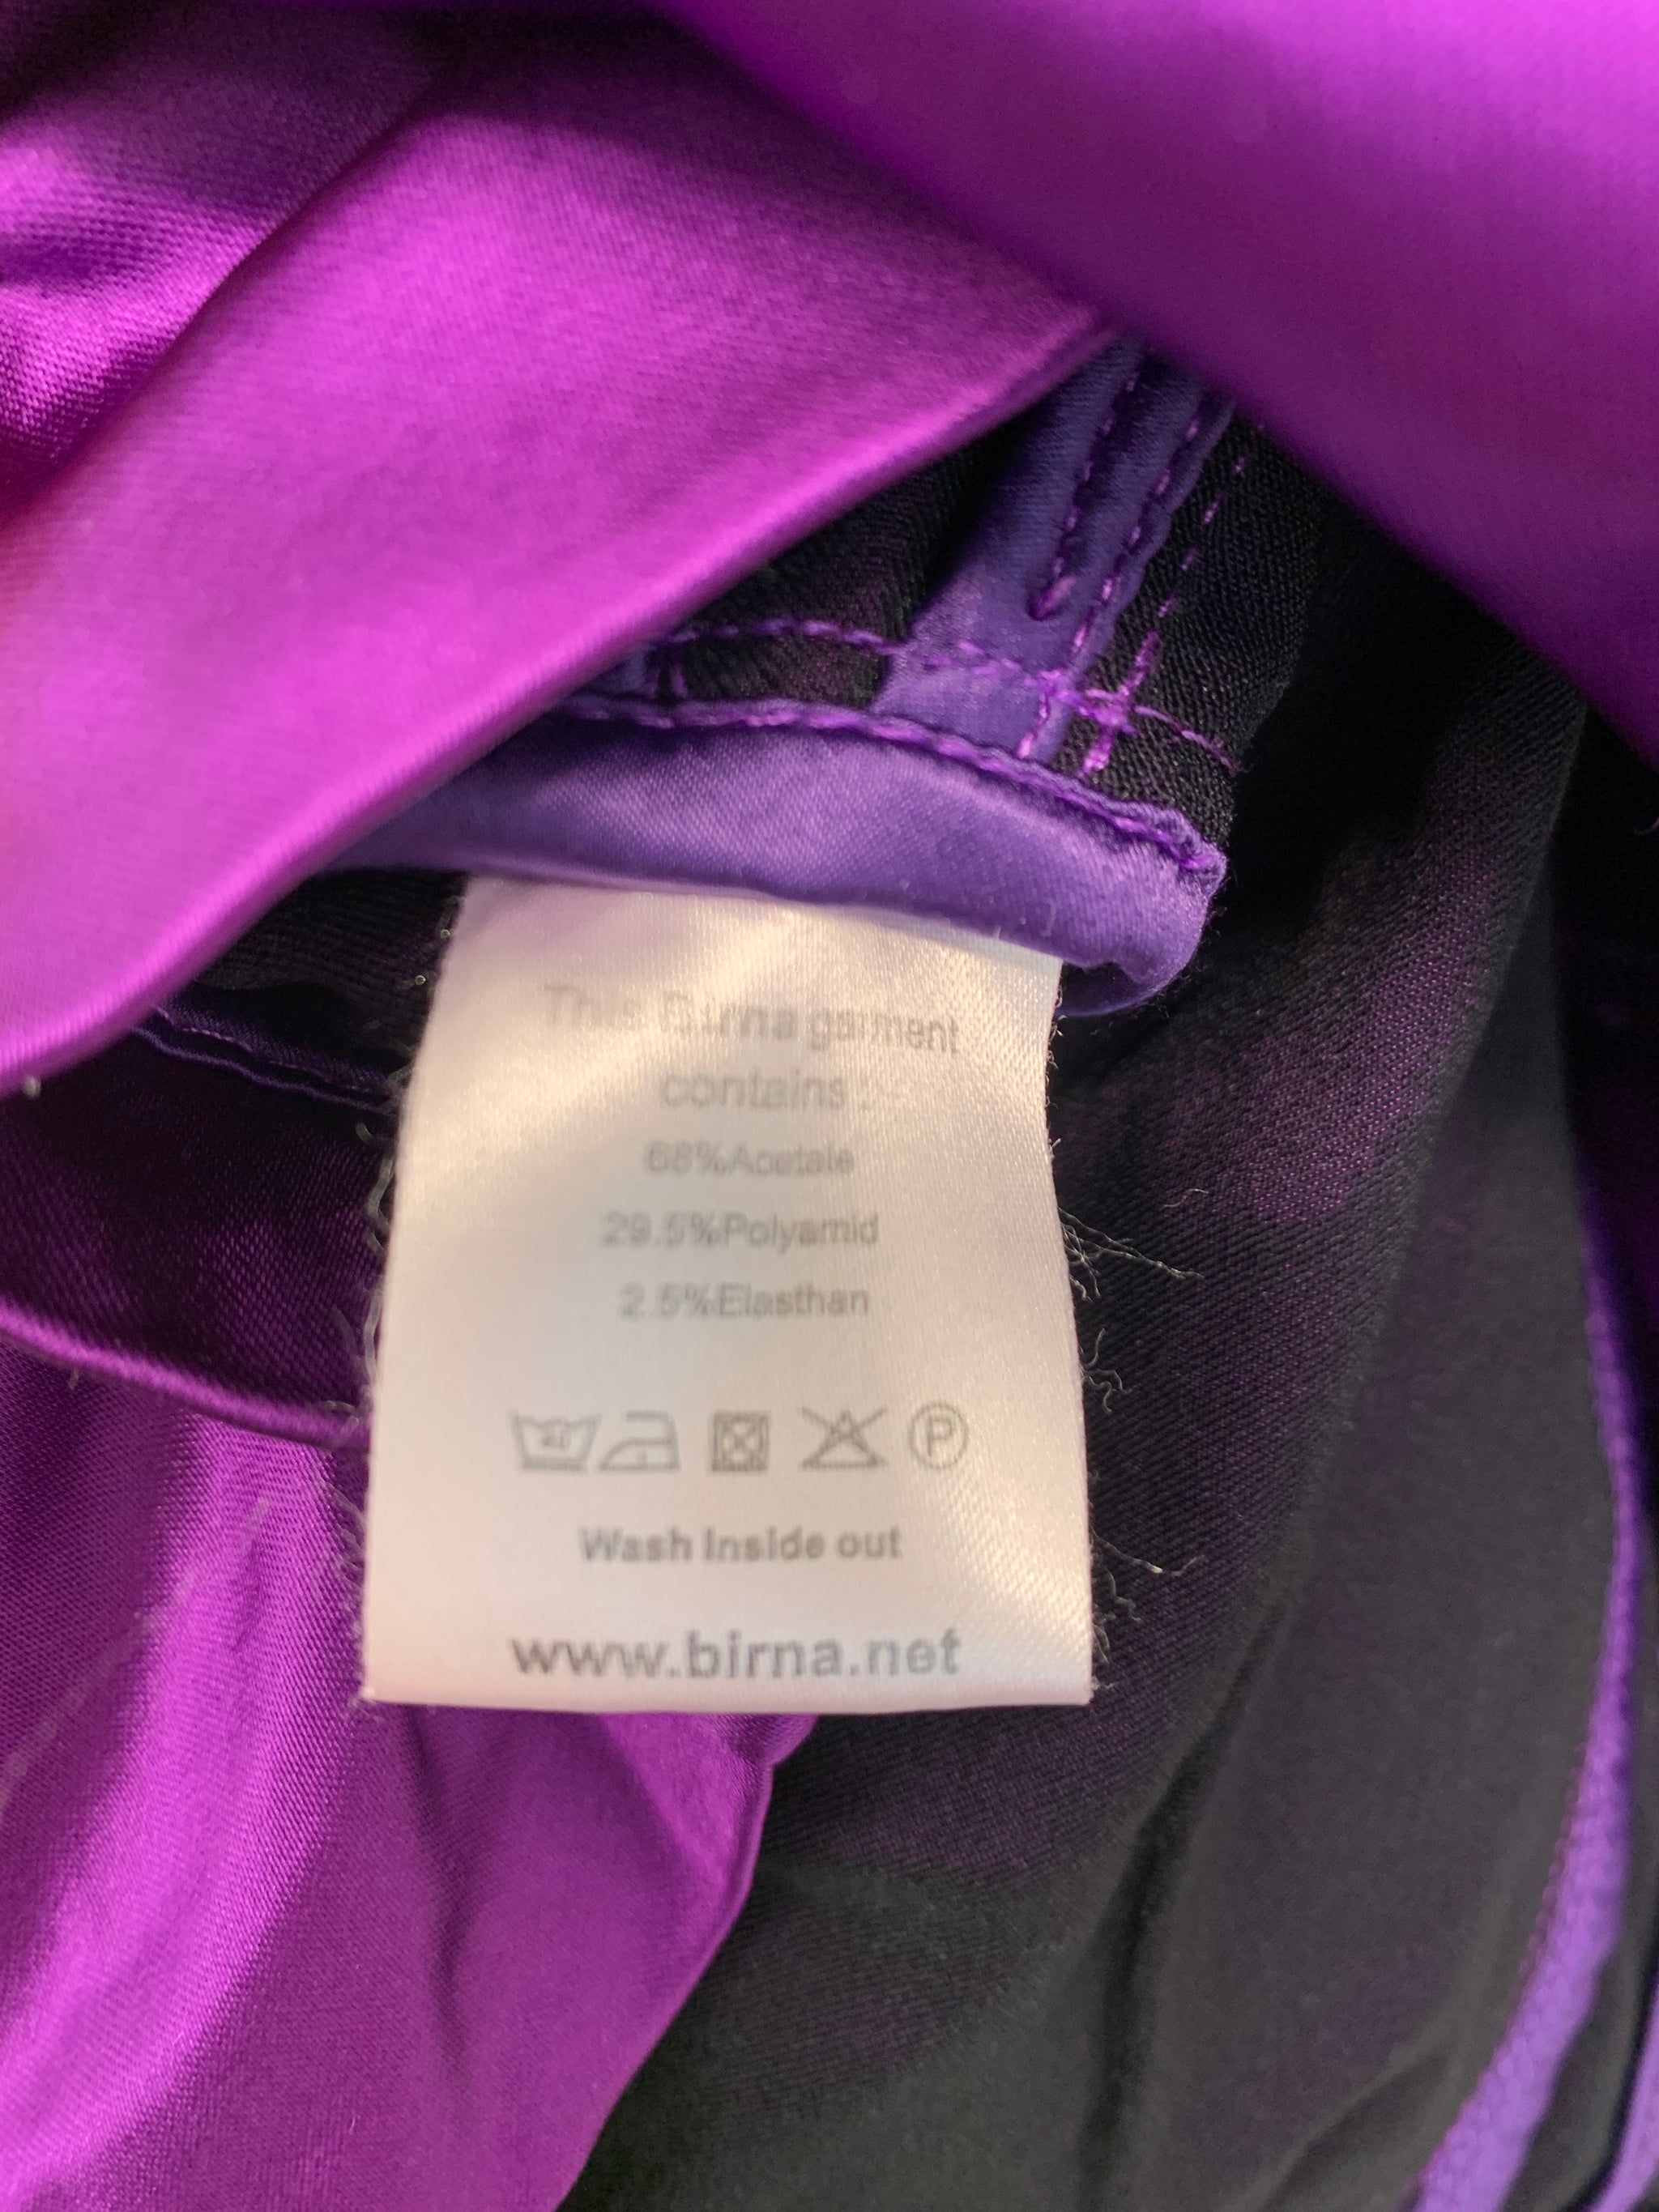 This Birna garment
contains
68%Acetate
29.5%Polyamid
2.5%Elasthan
P
Wash Inside out
www.birna.net